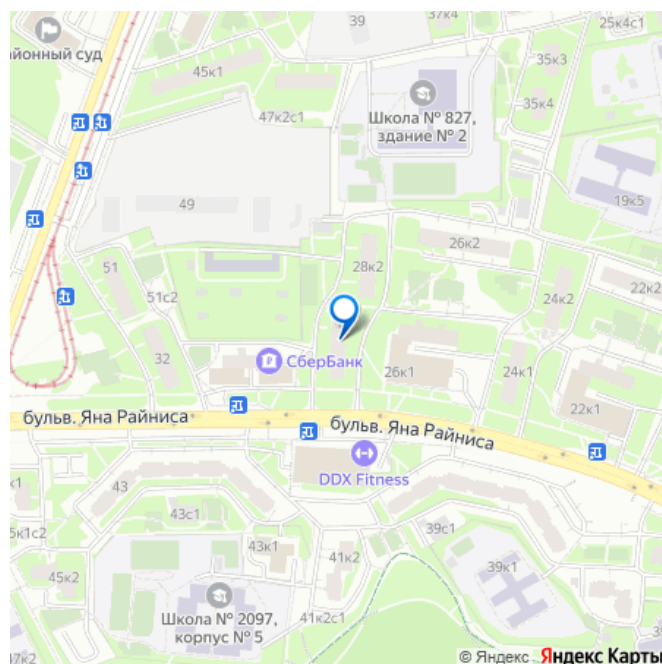 37к4
39
25к4с1
айонный суд
35к3
45к1
35к4
Школа № 827,
здание № 2
47к2с1
19к5
49
26к2
51
28к2
22к2
51с2
24к2
32
СберБанк
26к1
24к1
22к1
бульв. Яна Райниса
бульв. Яна Райниса
DDX Fitness
к1
43
43с1
39с1
5к1с2
43к1
41к2
39к1
45к2
Школа № 2097,
корпус № 5
41к2с1
47к2
© Яндекс
Яндекс Карты